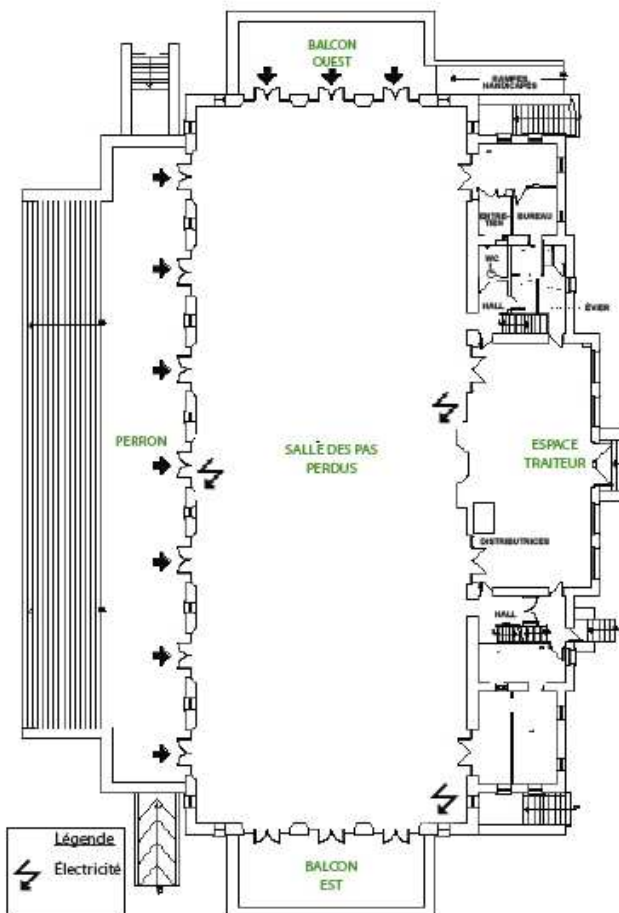 BALCON
OUEST
RAMPES
HANDICAPES
ENTRE-
TIEN
BUREAU
WC
HALL
ÉVIER
PERRON
SALLE DES PAS
PERDUS
ESPACE
TRAITEUR
DISTRIBUTRICES
HALL
BALCON
EST
Légende
Électricité